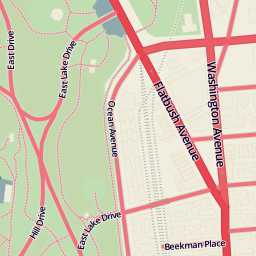 East Drive
East Lake Drive
Ocean Avenue
Flatbush Avenue
Washington Avenue
Hill Drive
East Lake Drive
Beekman Place